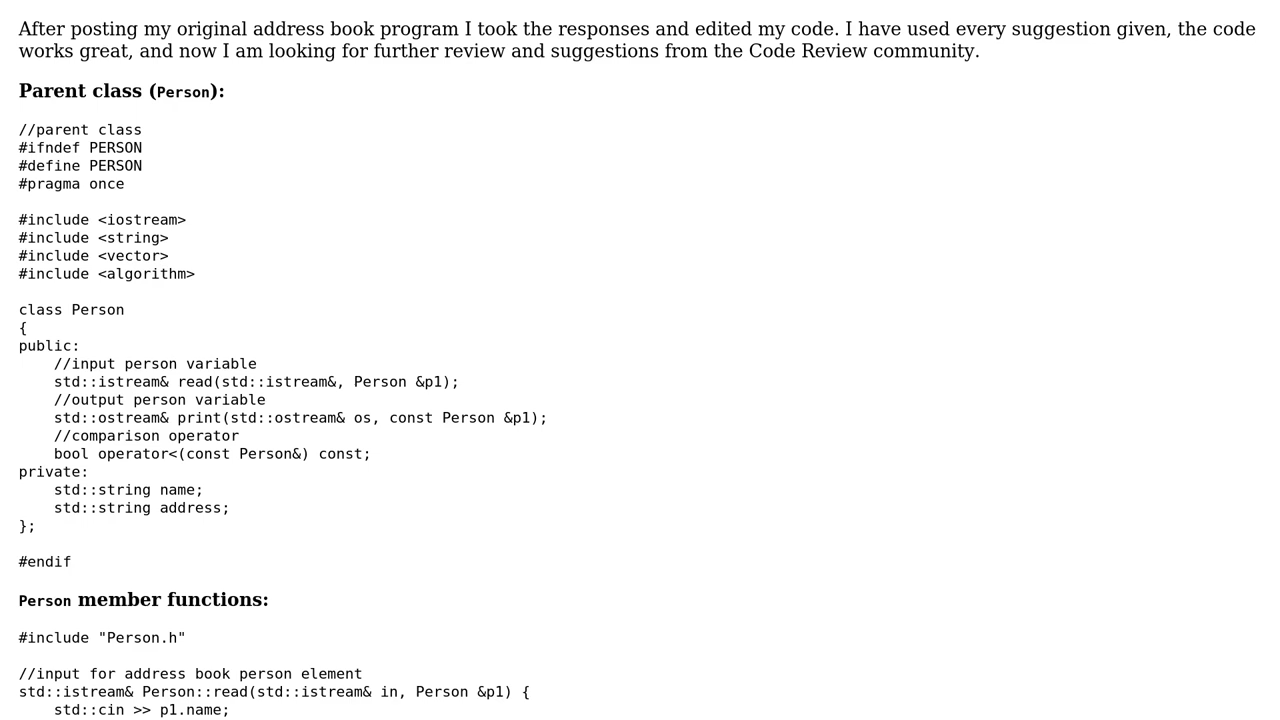 After posting my original address book program I took the responses and edited my code. I have used every suggestion given, the code
works great, and now I am looking for further review and suggestions from the Code Review community.
Parent class (Person):
//parent class
#ifndef PERSON
#define PERSON
#pragma once
#include <iostream>
#include <string>
#include <vector>
#include <algorithm>
class Person
{
public:
    //input person variable
    std::istream& read(std::istream&, Person &p1);
    //output person variable
    std::ostream& print(std::ostream& os, const Person &p1);
    //comparison operator
    bool operator<(const Person&) const;
private:
    std::string name;
    std::string address;
};
#endif
Person member functions:
#include "Person.h"
//input for address book person element
std::istream& Person::read(std::istream& in, Person &p1) {
    std::cin >> p1.name;